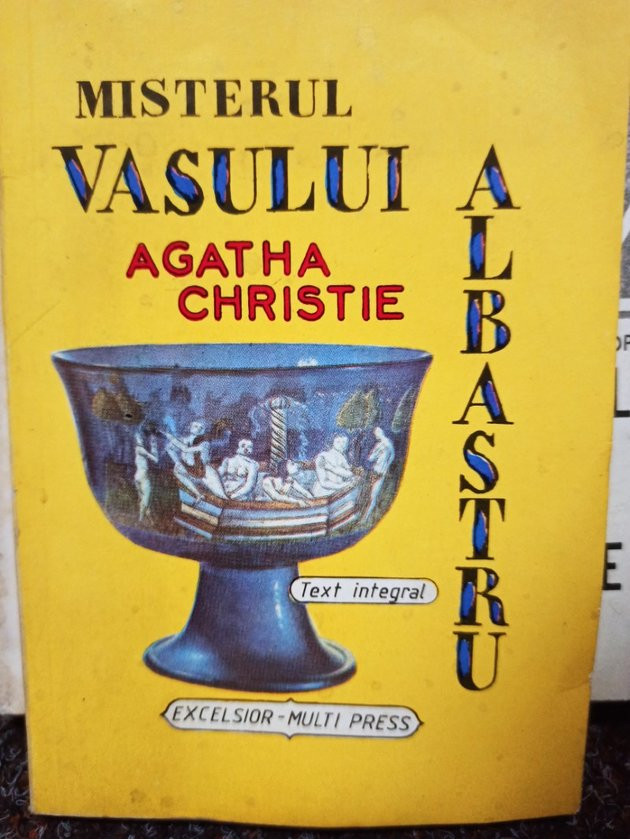 MISTERUL
VASULUI
ALBASTRU
AGATHA
CHRISTIE
Text integral
EXCELSIOR - MULTI PRESS